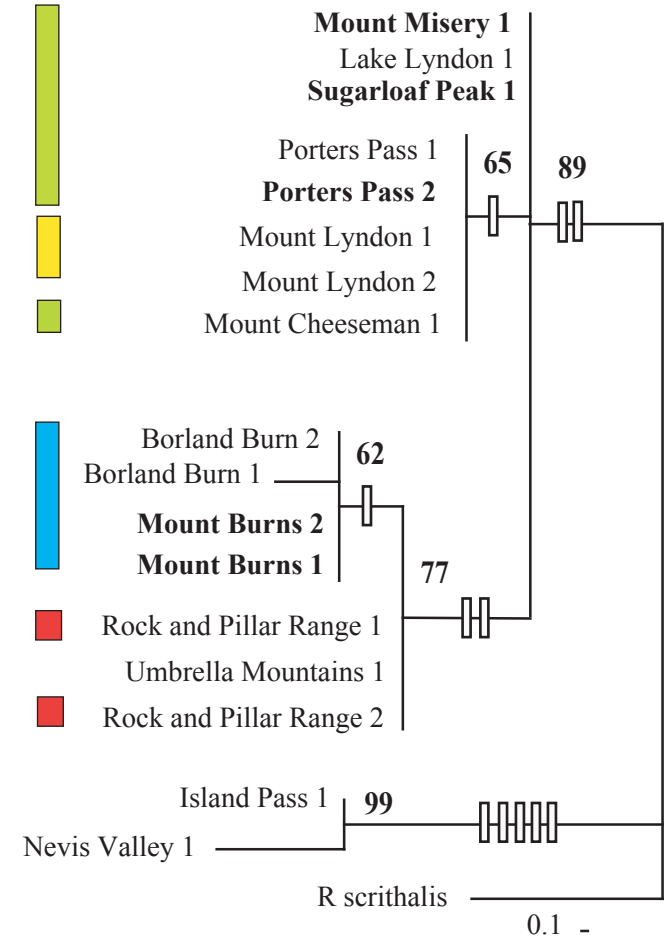 Mount Misery 1
Lake Lyndon 1
Sugarloaf Peak 1
Porters Pass 1
65
89
Porters Pass 2
Mount Lyndon 1
Mount Lyndon 2
Mount Cheeseman 1
Borland Burn 2
62
Borland Burn 1
Mount Burns 2
Mount Burns 1
77
Rock and Pillar Range 1
Umbrella Mountains 1
Rock and Pillar Range 2
Island Pass 1
99
Nevis Valley 1
R scrithalis
0.1